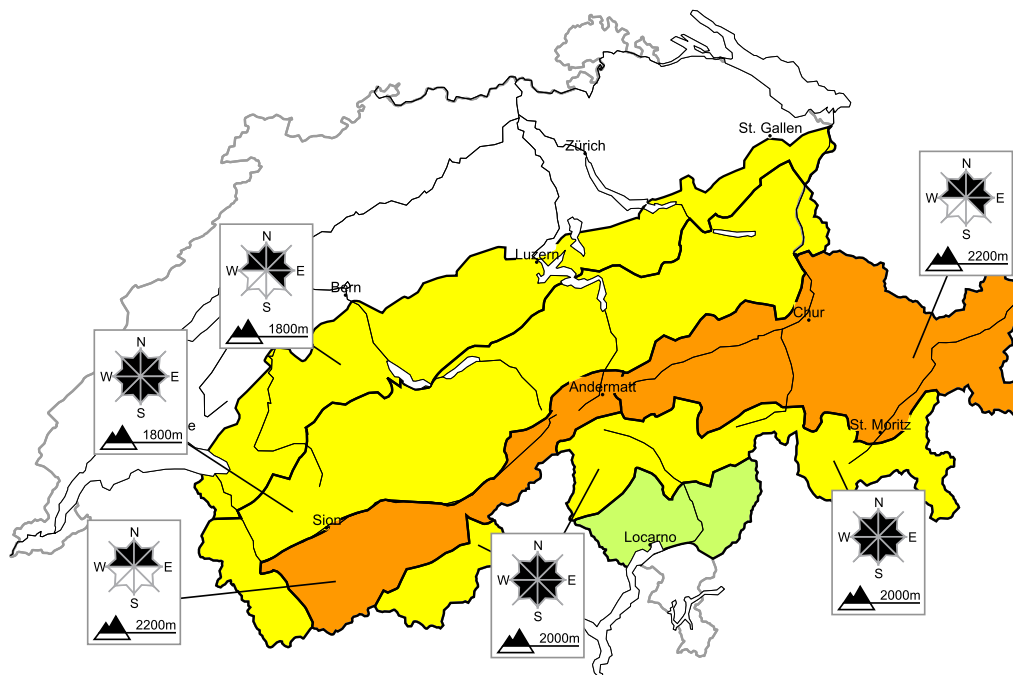 St. Gallen
Zürich
N
W E
S
2200m
N
W E
S
1800m
Luzern
Bern
Chur
N
W E
S
1800m
Andermatt
e
St. Moritz
N
W E
S
2000m
Sion
N
W E
S
2200m
Locarno
N
W E
S
2000m